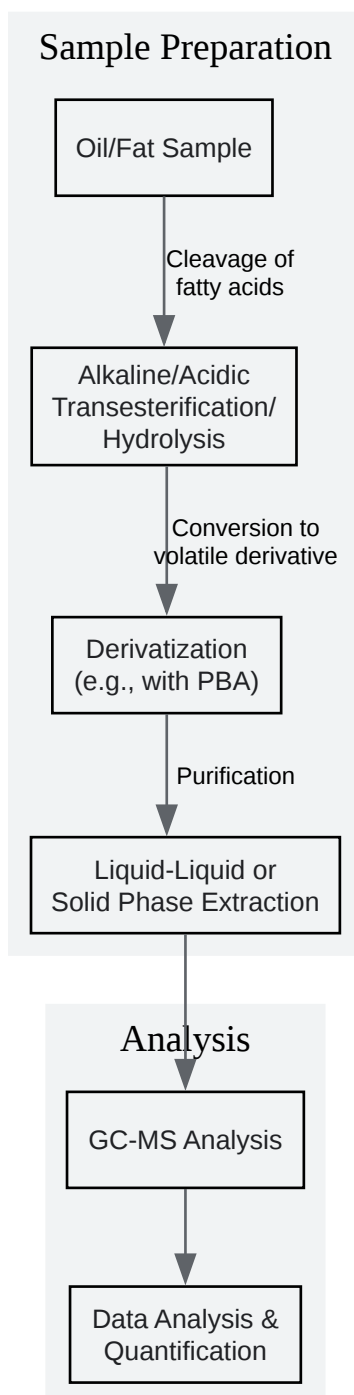 Sample Preparation
Oil/Fat Sample
Cleavage of
fatty acids
Alkaline/Acidic
Transesterification/
Hydrolysis
Conversion to
volatile derivative
Derivatization
(e.g., with PBA)
Purification
Liquid-Liquid or
Solid Phase Extraction
Analysis
GC-MS Analysis
Data Analysis &
Quantification